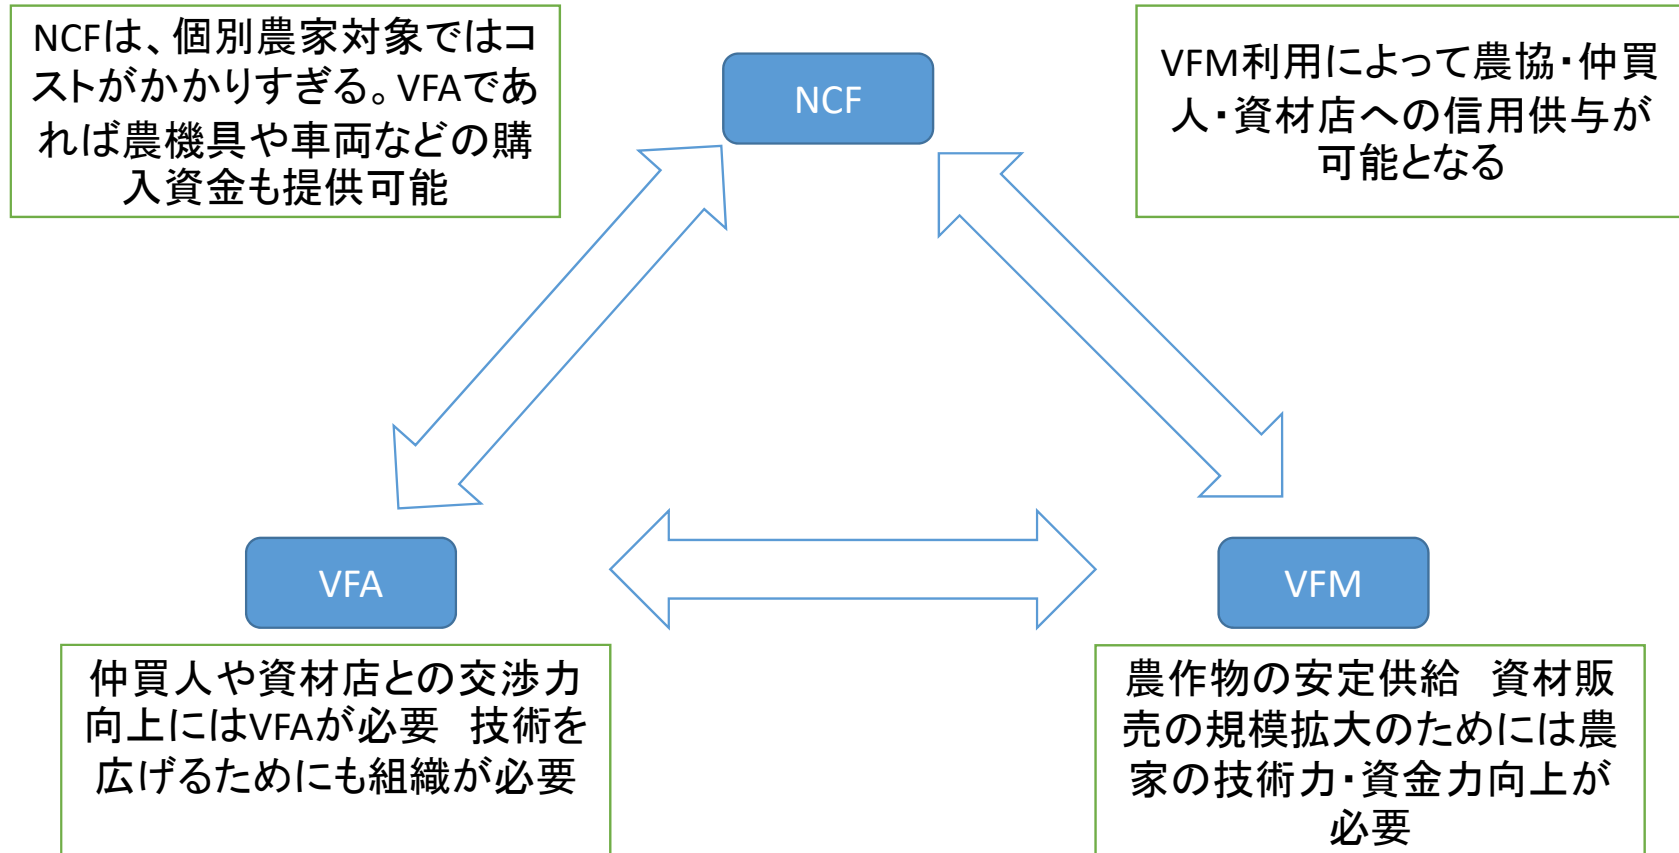 NCFは、個別農家対象ではコ
ストがかかりすぎる。VFAであ
れば農機具や車両などの購
入資金も提供可能
NCF
VFM利用によって農協・仲買
人・資材店への信用供与が
可能となる
VFA
VFM
仲買人や資材店との交渉力
向上にはVFAが必要　技術を
広げるためにも組織が必要
農作物の安定供給　資材販
売の規模拡大のためには農
家の技術力・資金力向上が
必要